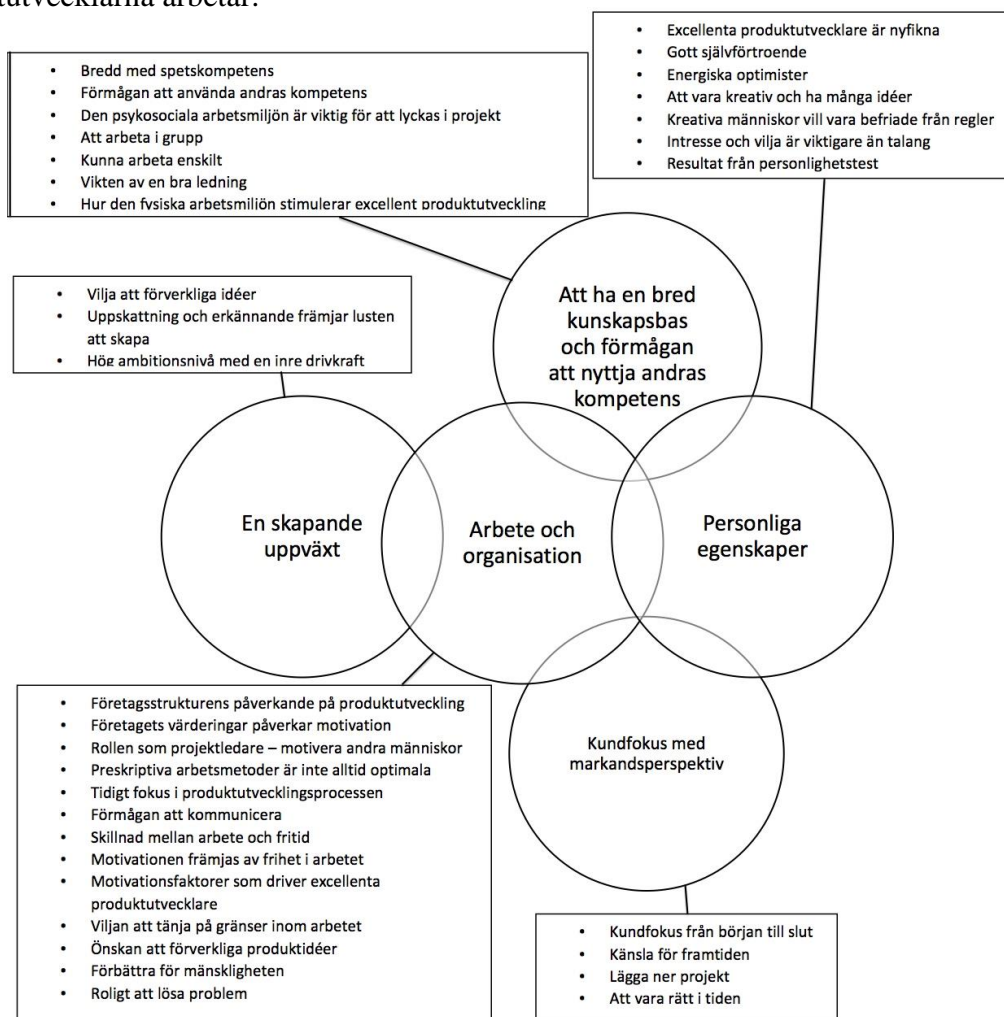 tutvecklarna arbetar.
• Excellenta produktutvecklare är nyfikna
• Gott självförtroende
• Energiska optimister
• Att vara kreativ och ha många idéer
• Kreativa människor vill vara befriade från regler
• Intresse och vilja är viktigare än talang
• Resultat från personlighetstest
• Bredd med spetskompetens
• Förmågan att använda andras kompetens
• Den psykosociala arbetsmiljön är viktig för att lyckas i projekt
• Att arbeta i grupp
• Kunna arbeta enskilt
• Vikten av en bra ledning
• Hur den fysiska arbetsmiljön stimulerar excellent produktutveckling
• Vilja att förverkliga idéer
• Uppskattning och erkännande främjar lusten
att skapa
• Hög ambitionsnivå med en inre drivkraft
Att ha en bred
kunskapsbas
och förmågan
att nyttja andras
kompetens
En skapande
uppväxt
Arbete och
organisation
Personliga
egenskaper
Kundfokus med
markandsperspektiv
• Företagsstrukturens påverkande på produktutveckling
• Företagets värderingar påverkar motivation
• Rollen som projektledare – motivera andra människor
• Preskriptiva arbetsmetoder är inte alltid optimala
• Tidigt fokus i produktutvecklingsprocessen
• Förmågan att kommunicera
• Skillnad mellan arbete och fritid
• Motivationen främjas av frihet i arbetet
• Motivationsfaktorer som driver excellenta
produktutvecklare
• Viljan att tänja på gränser inom arbetet
• Önskan att förverkliga produktidéer
• Förbättra för mänskligheten
• Roligt att lösa problem
• Kundfokus från början till slut
• Känsla för framtiden
• Lägga ner projekt
• Att vara rätt i tiden